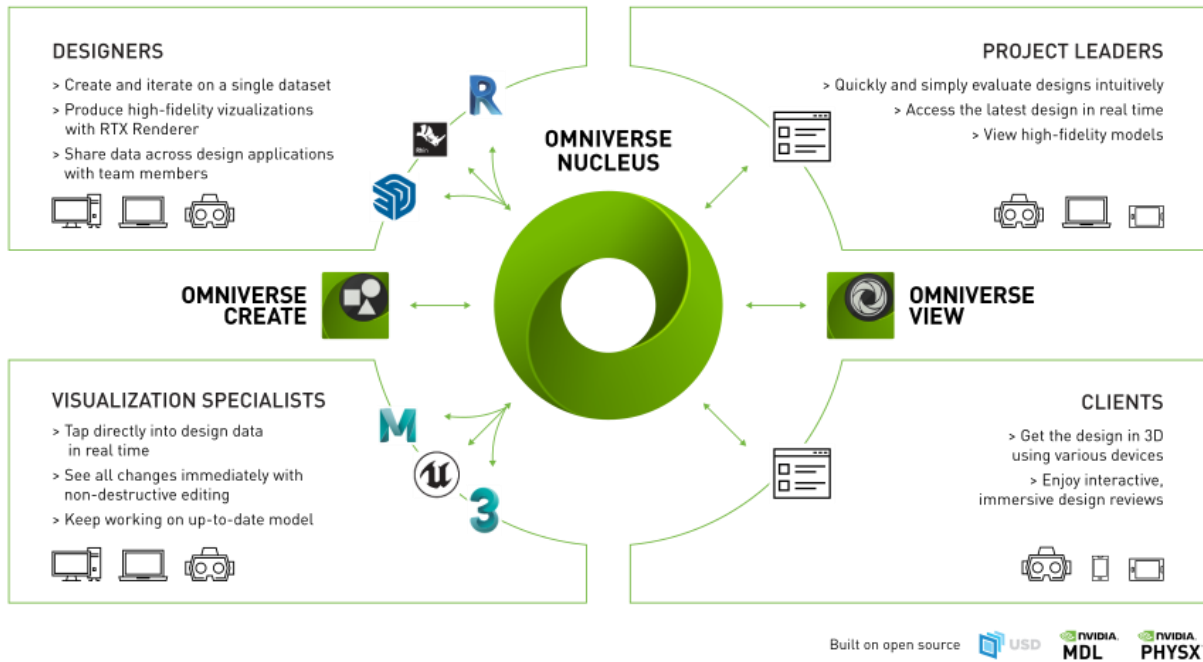 DESIGNERS
> Create and iterate on a single dataset
> Produce high-fidelity vizualizations
with RTX Renderer
> Share data across design applications
with team members
R
OMNIVERSE
NUCLEUS
PROJECT LEADERS
> Quickly and simply evaluate designs intuitively
> Access the latest design in real time
> View high-fidelity models
OMNIVERSE
CREATE
OMNIVERSE
VIEW
VISUALIZATION SPECIALISTS
> Tap directly into design data
in real time
> See all changes immediately with
non-destructive editing
> Keep working on up-to-date model
M
U
3
CLIENTS
> Get the design in 3D
using various devices
> Enjoy interactive,
immersive design reviews
Built on open source
USD
NVIDIA.
MDL
NVIDIA.
PHYSX